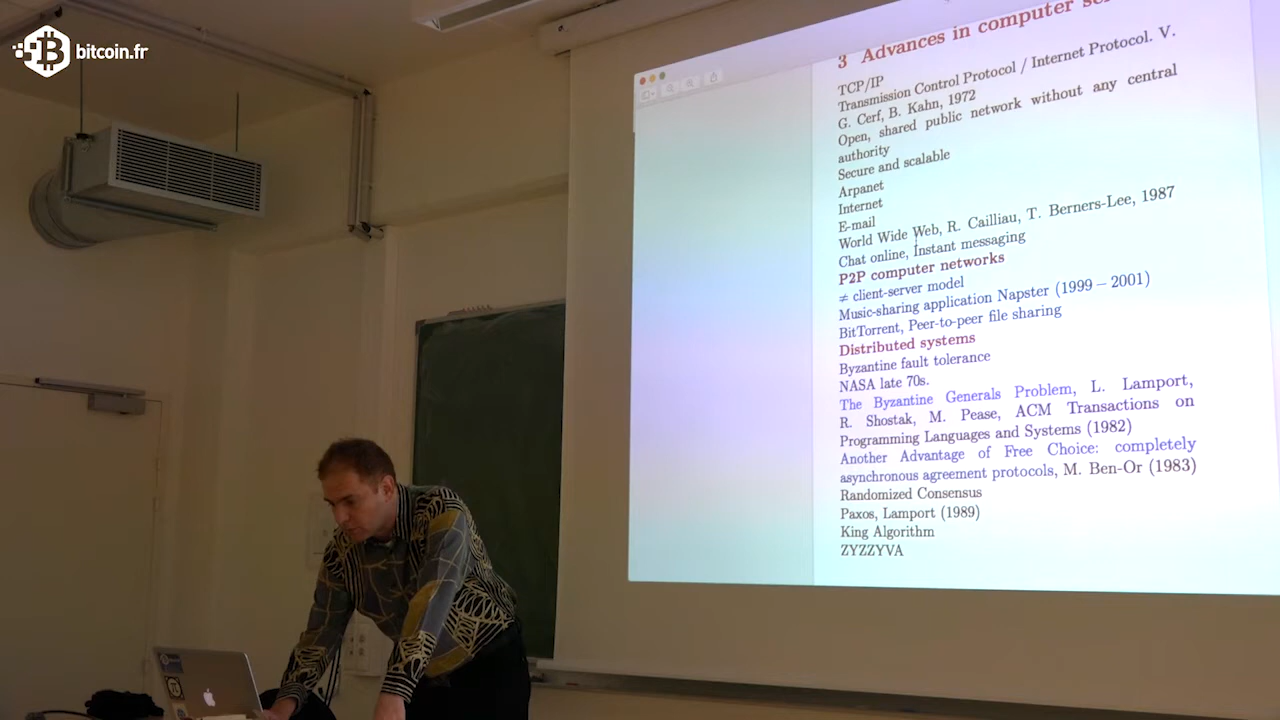 bitcoin.fr
3 Advances in computer
TCP/IP
Transmission Control Protocol / Internet Protocol. V.
G. Cerf, B. Kahn, 1972
Open, shared public network without any central
authority
Secure and scalable
Arpanet
Internet
E-mail
World Wide Web, R. Cailliau, T. Berners-Lee, 1987
Chat online, Instant messaging
P2P computer networks
≠ client-server model
Music-sharing application Napster (1999 – 2001)
BitTorrent, Peer-to-peer file sharing
Distributed systems
Byzantine fault tolerance
NASA late 70s.
The Byzantine Generals Problem, L. Lamport,
R. Shostak, M. Pease, ACM Transactions on
Programming Languages and Systems (1982)
Another Advantage of Free Choice: completely
asynchronous agreement protocols, M. Ben-Or (1983)
Randomized Consensus
Paxos, Lamport (1989)
King Algorithm
ZYZZYVA